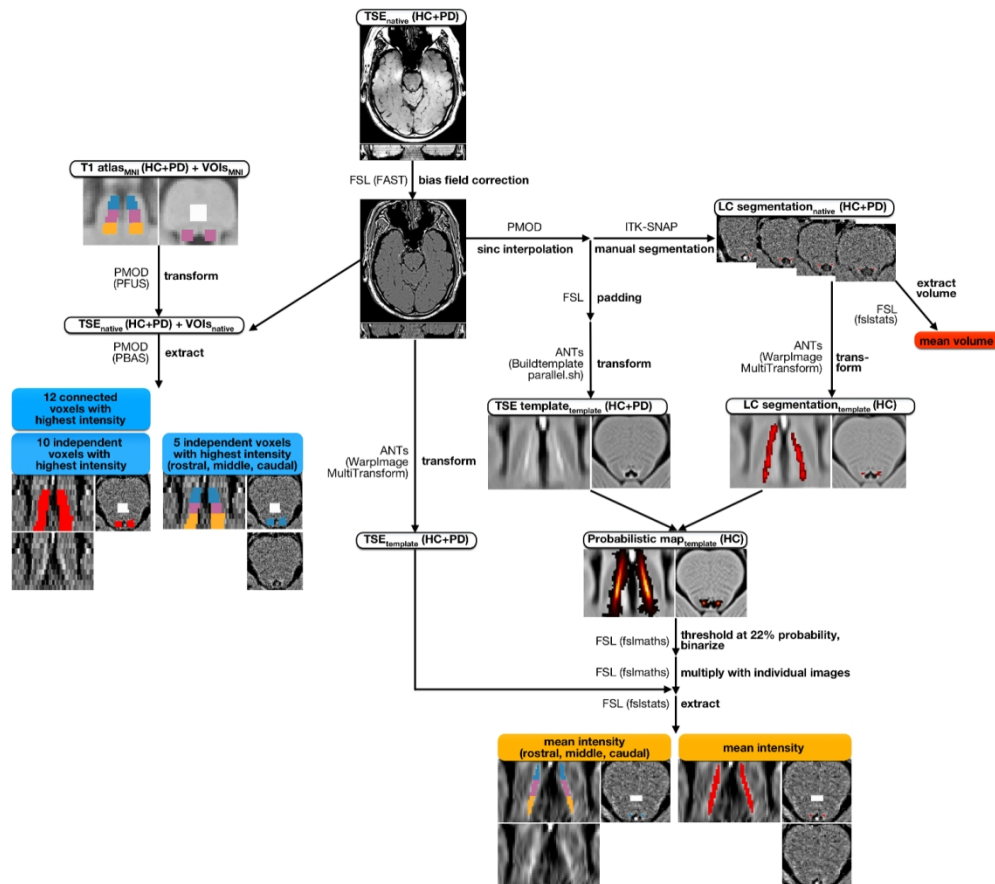 TSEnative (HC+PD)
FSL (FAST) bias field correction
T1 atlasMNI (HC+PD) + VOIsMNI
PMOD
(PFUS)
transform
TSEnative (HC+PD) + VOIsnative
PMOD
(PBAS)
extract
12 connected
voxels with
highest intensity
10 independent
voxels with
highest intensity
5 independent voxels
with highest intensity
(rostral, middle, caudal)
PMOD
sinc interpolation
ITK-SNAP
manual segmentation
LC segmentationnative (HC+PD)
extract
volume
FSL
(fslstats)
mean volume
FSL
padding
ANTs
(Buildtemplate
parallel.sh)
transform
ANTs
(WarpImage
MultiTransform)
trans-
form
TSE templatetemplate (HC+PD)
LC segmentationtemplate (HC)
ANTs
(WarpImage
MultiTransform)
transform
TSEtemplate (HC+PD)
Probabilistic maptemplate (HC)
FSL (fslmaths)
threshold at 22% probability,
binarize
FSL (fslmaths) multiply with individual images
FSL (fslstats) extract
mean intensity
(rostral, middle, caudal)
mean intensity